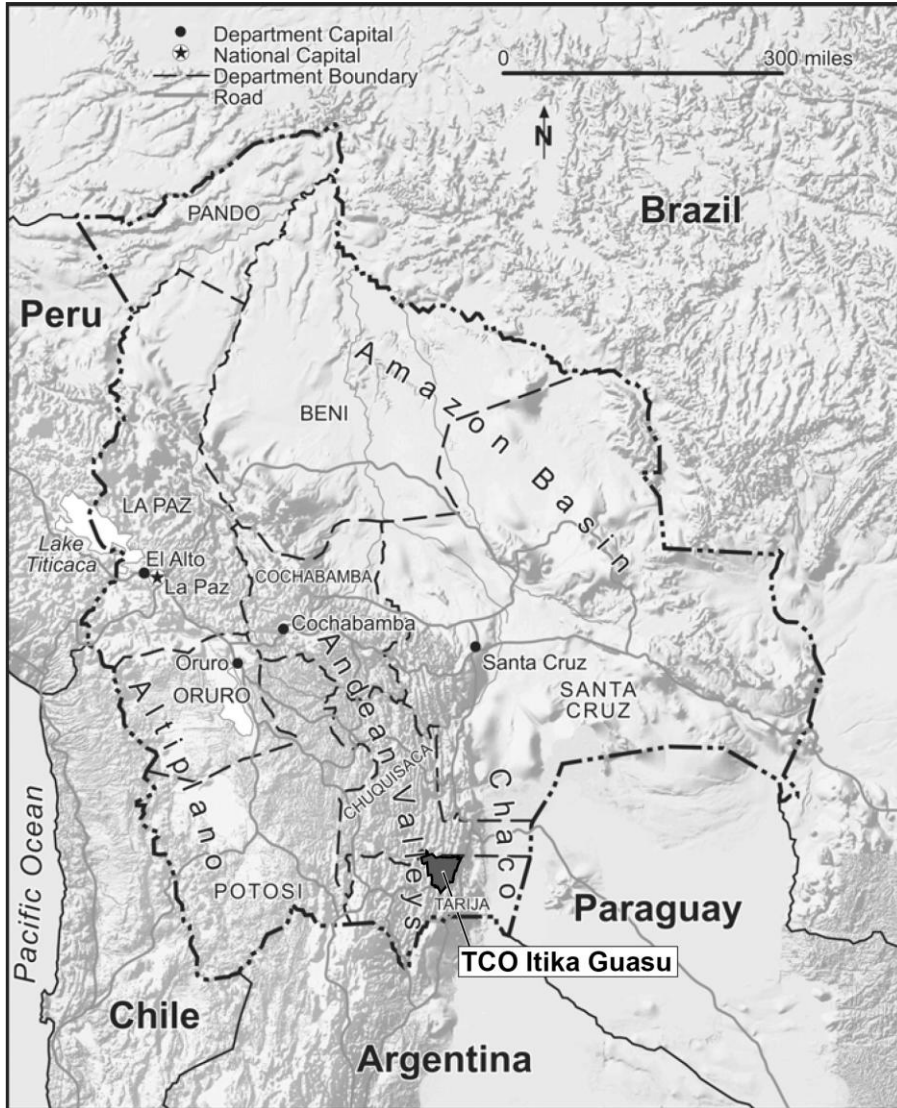 Department Capital
National Capital
Department Boundary
Road
0 300 miles
N
PANDO
Brazil
Peru
Amazon Basin
BENI
LA PAZ
Lake
Titicaca
El Alto
La Paz
COCHABAMBA
Cochabamba
Andean Valleys
Oruro
ORURO
Santa Cruz
SANTA
CRUZ
Altiplano
CHUQUISACA
Chaco
POTOSI
TARIJA
Pacific Ocean
Paraguay
TCO Itika Guasu
Chile
Argentina